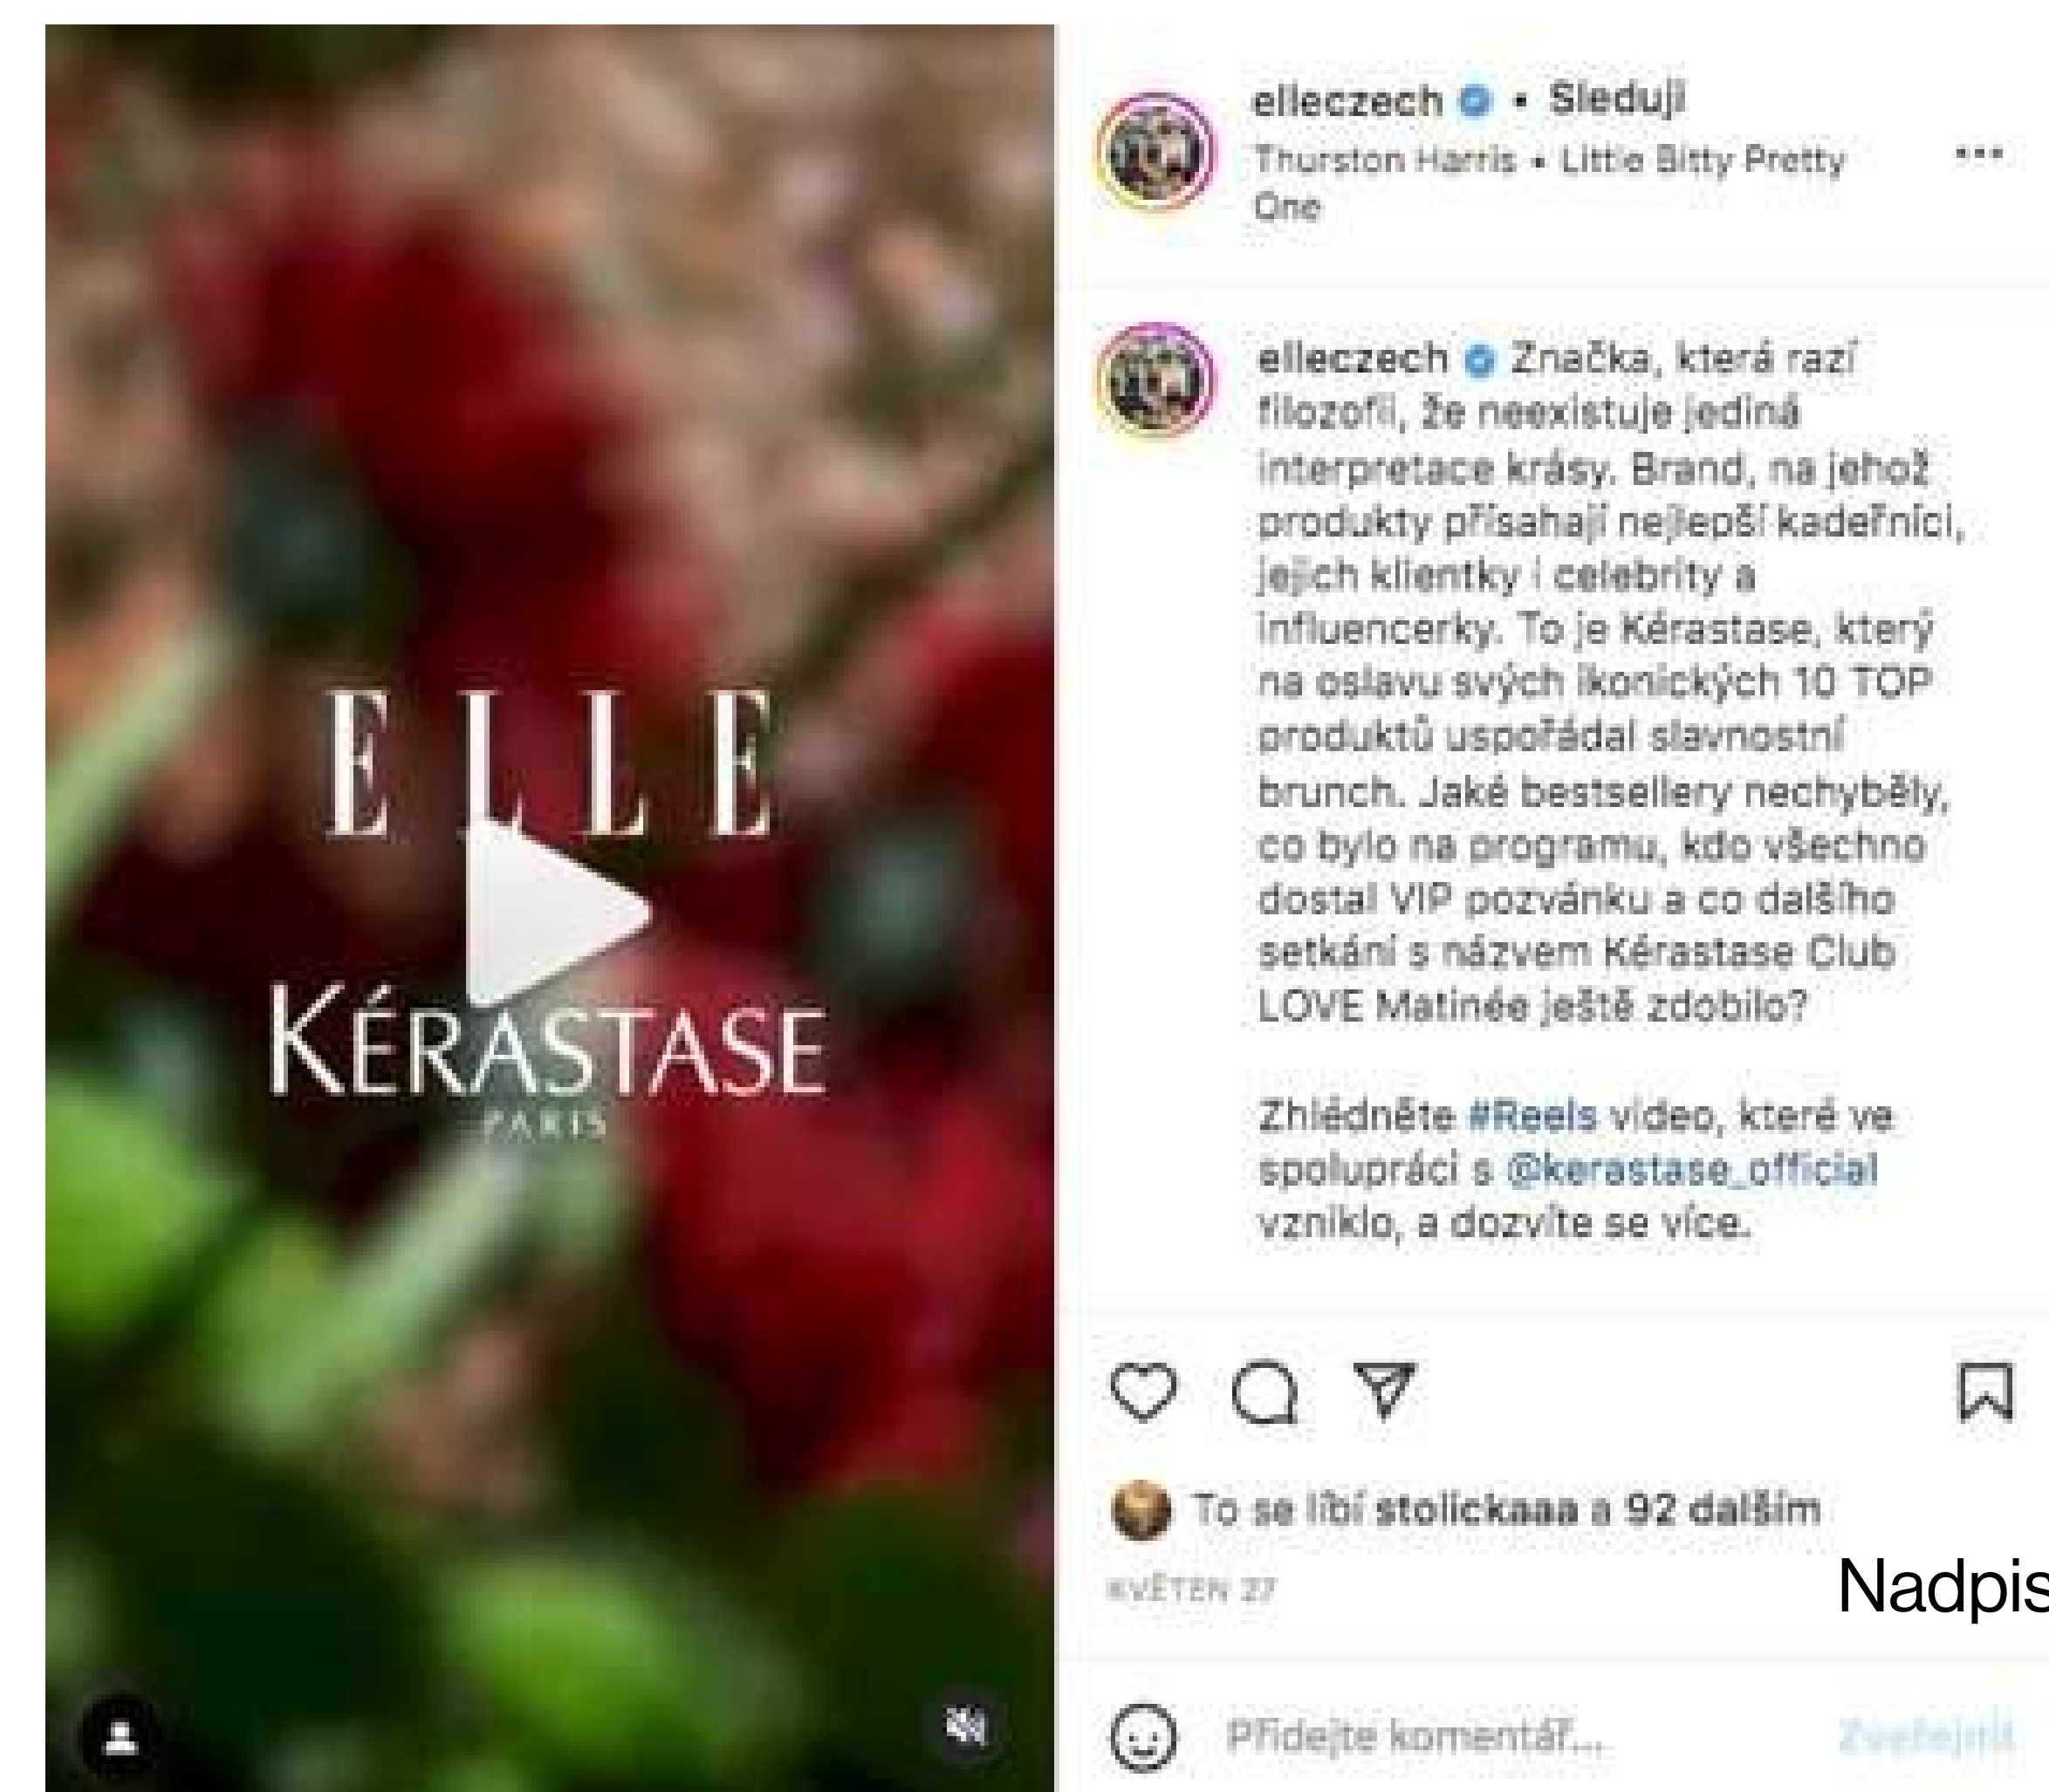 ELLE
KÉRASTASE
PARIS
elleczech • Sleduji
Thurston Harris • Little Bitty Pretty
One
elleczech Značka, která razí
filozofii, že neexistuje jediná
interpretace krásy. Brand, na jehož
produkty přísahají nejlepší kadeřníci,
jejich klientky i celebrity a
influencerky. To je Kérastase, který
na oslavu svých ikonických 10 TOP
produktů uspořádal slavnostní
brunch. Jaké bestsellery nechyběly,
co bylo na programu, kdo všechno
dostal VIP pozvánku a co dalšího
setkání s názvem Kérastase Club
LOVE Matinée ještě zdobilo?
Zhlédněte #Reels video, které ve
spolupráci s @kerastase_official
vzniklo, a dozvíte se více.
To se líbí stolickaaa a 92 dalším
KVĚTEN 27
Nadpis
Přidejte komentář...
Zveřejnit